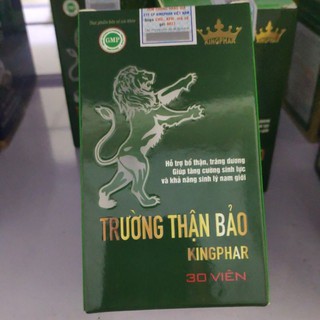 GMP
KINGPHAR
Hỗ trợ bổ thận, tráng dương
Giúp tăng cường sinh lực
và khả năng sinh lý nam giới
TRƯỜNG THẬN BẢO
KINGPHAR
30 VIÊN